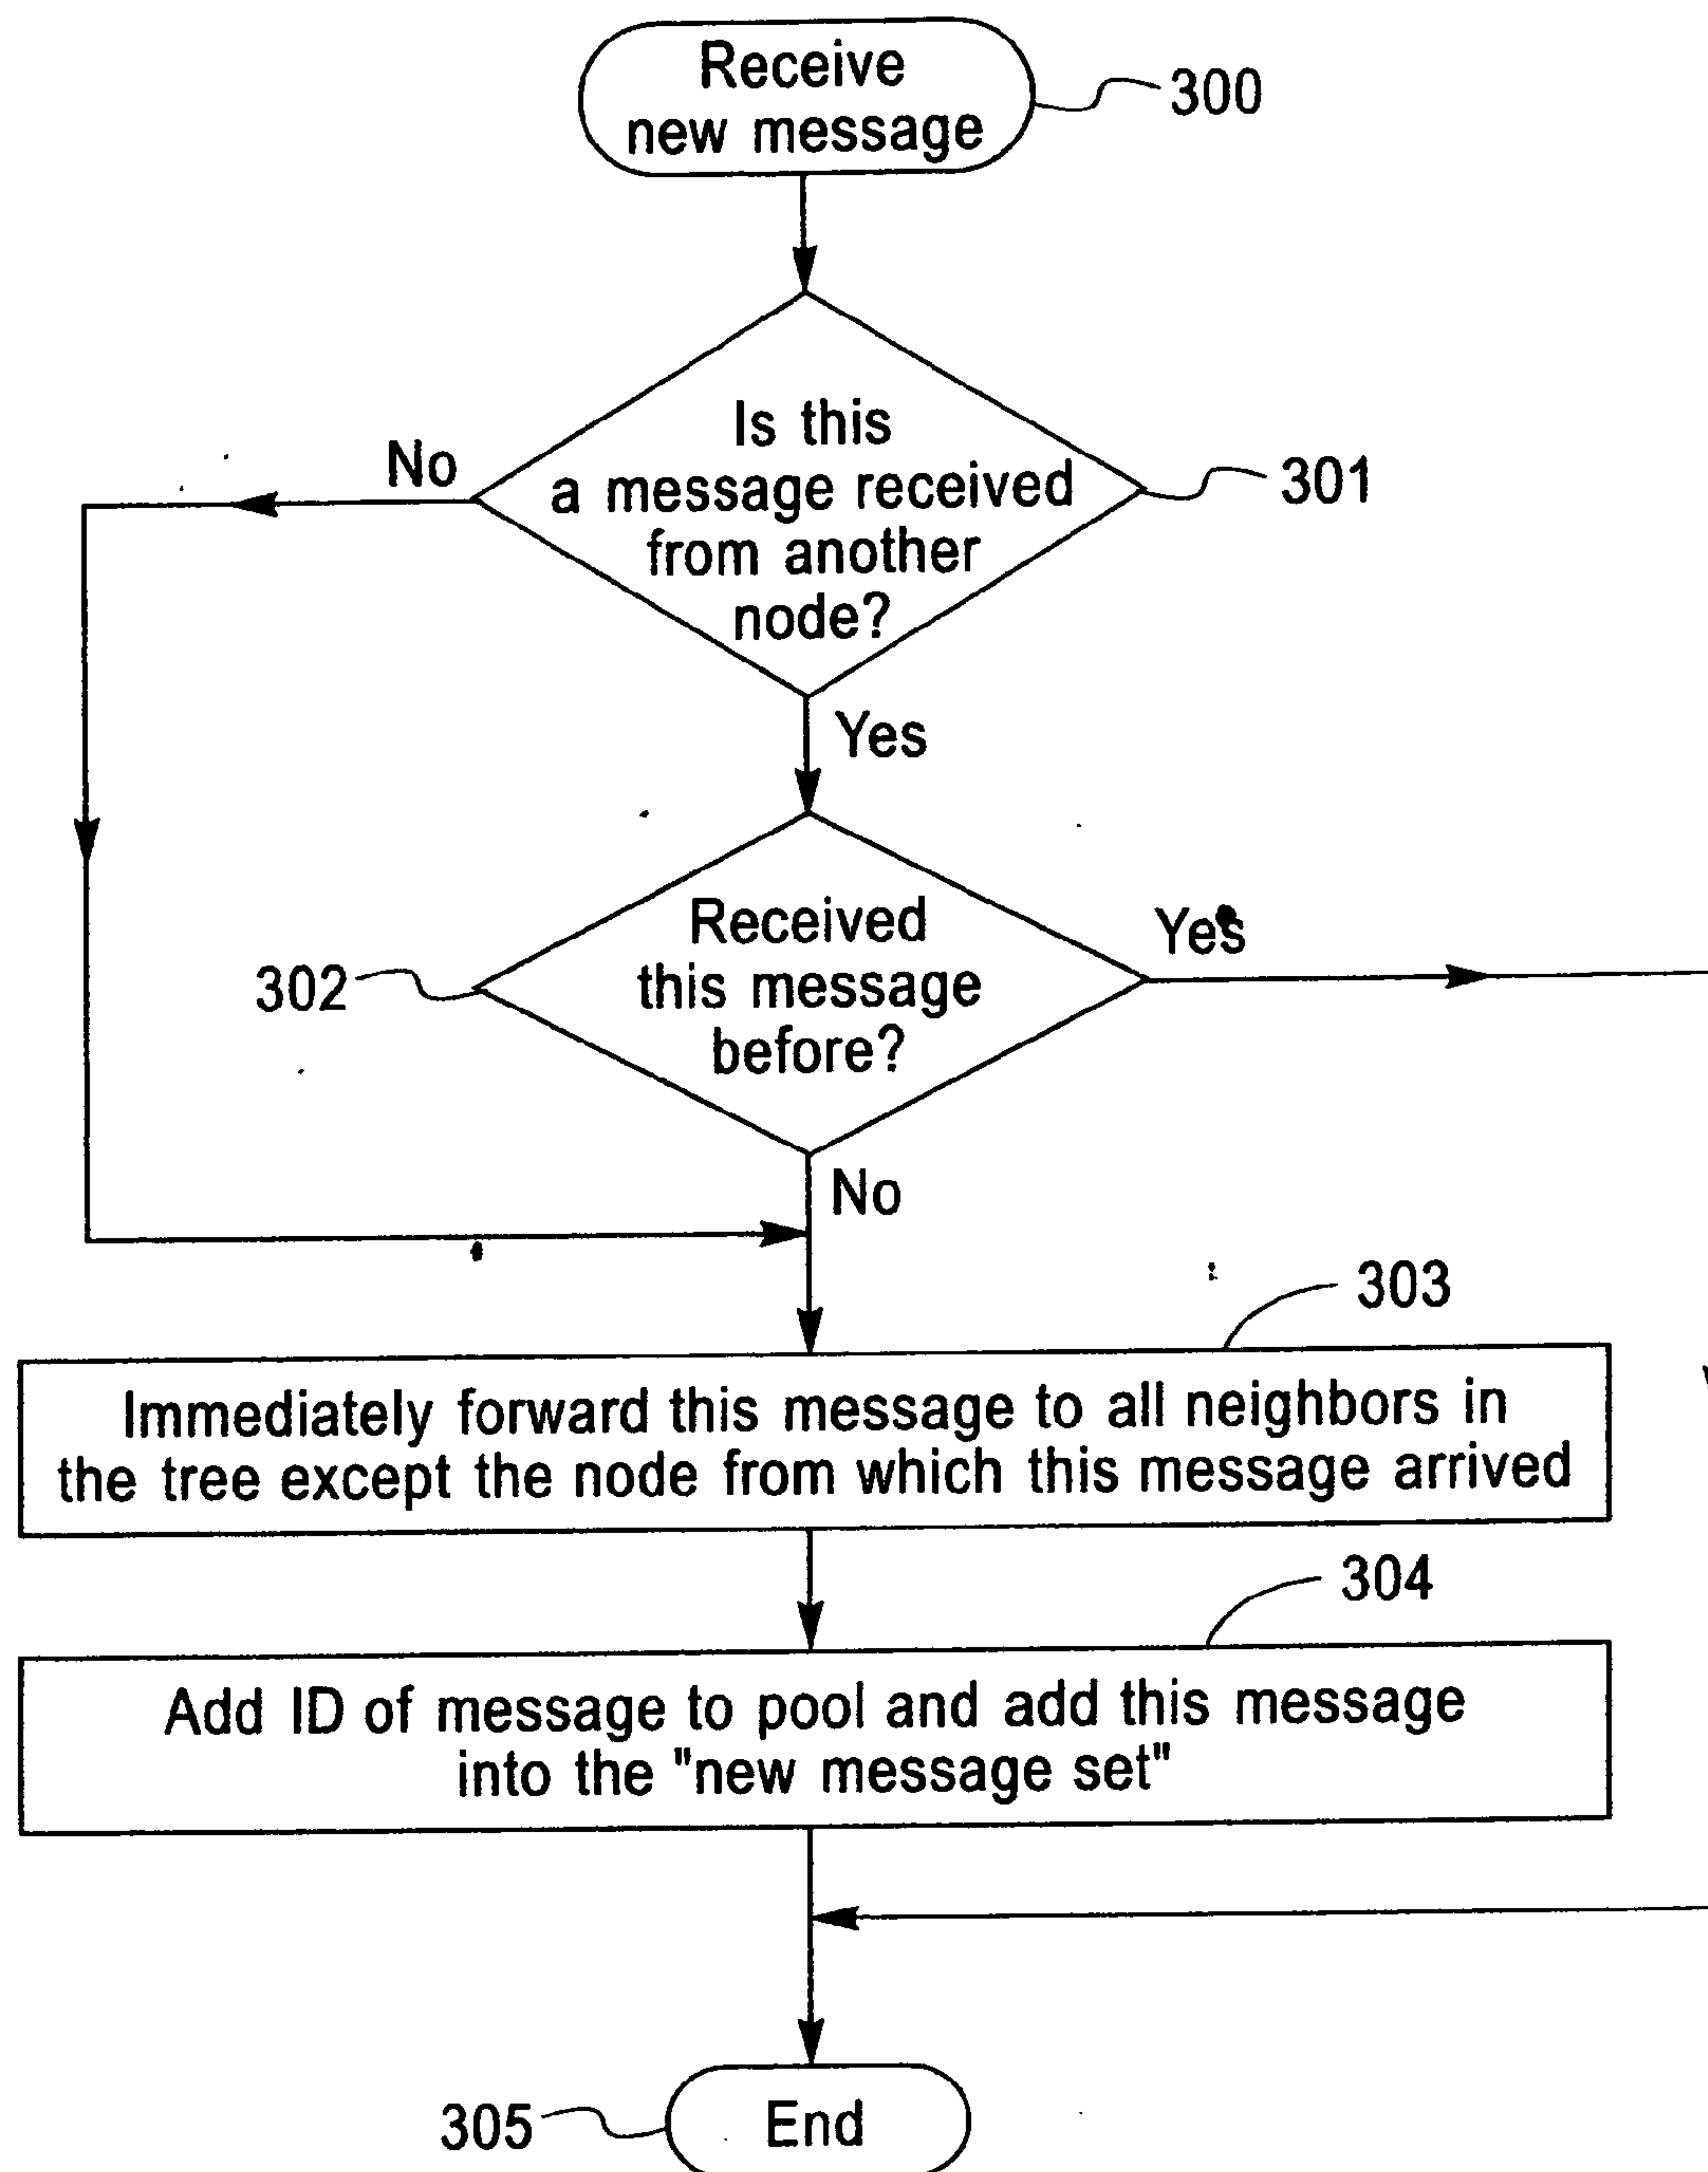 Receive
new message
300
Is this
a message received
from another
node?
301
No
Yes
Received
this message
before?
302
Yes
No
303
Immediately forward this message to all neighbors in
the tree except the node from which this message arrived
304
Add ID of message to pool and add this message
into the "new message set"
305
End